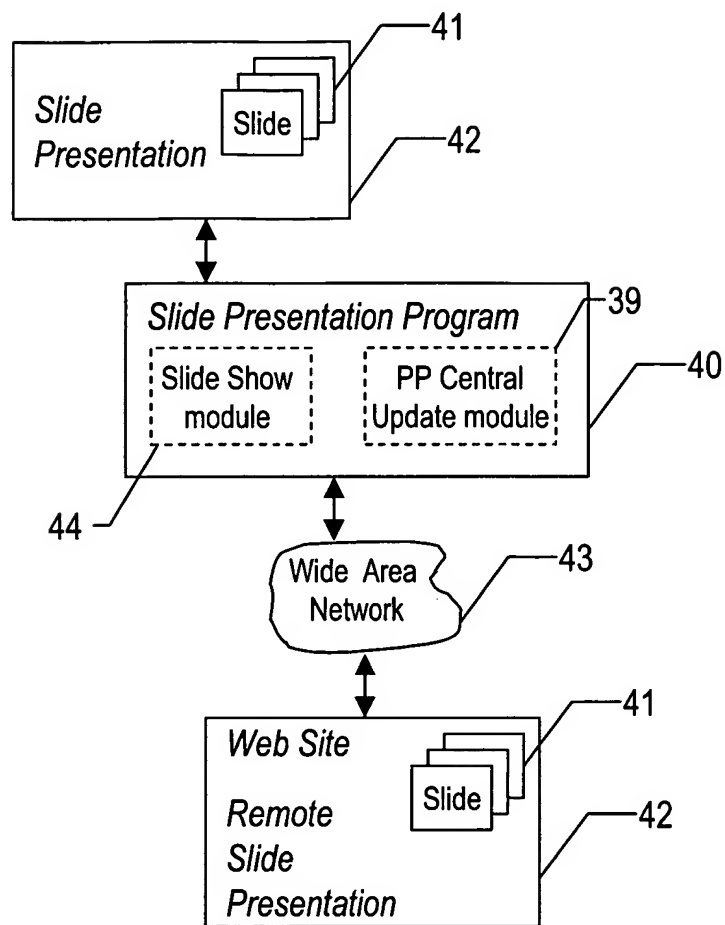 41
Slide
Presentation
Slide
42
Slide Presentation Program
39
Slide Show
module
PP Central
Update module
40
44
Wide Area
Network
43
Web Site
41
Slide
Remote
Slide
Presentation
42